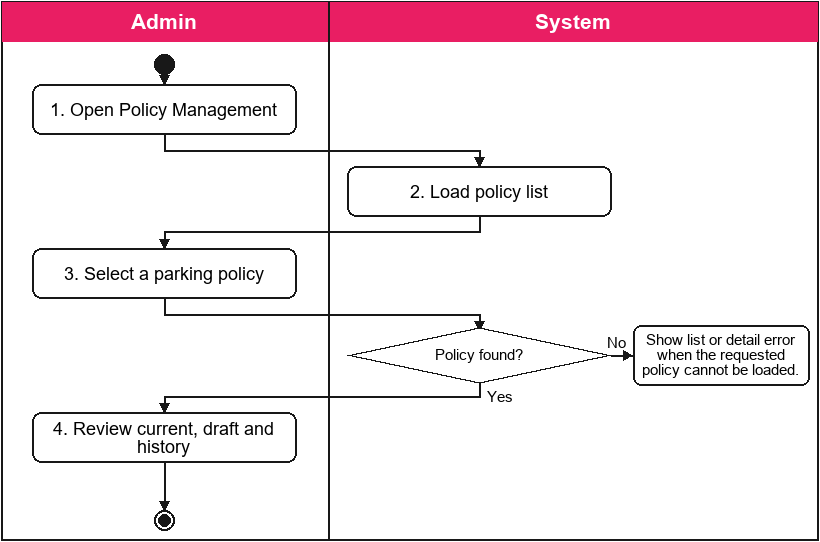 Admin
System
1. Open Policy Management
2. Load policy list
3. Select a parking policy
Policy found?
No
Show list or detail error
when the requested
policy cannot be loaded.
Yes
4. Review current, draft and
history